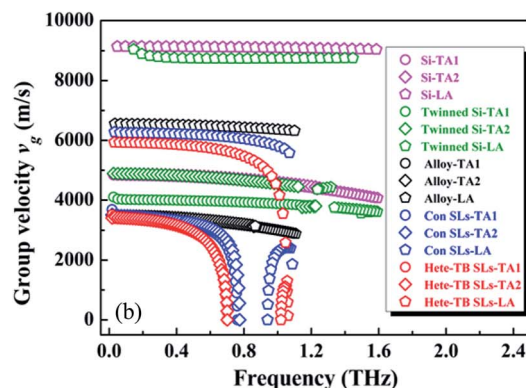 10000
8000
6000
4000
2000
0
Group velocity vg (m/s)
(b)
0.0 0.4 0.8 1.2 1.6 2.0 2.4
Frequency (THz)
Si-TA1
Si-TA2
Si-LA
Twinned Si-TA1
Twinned Si-TA2
Twinned Si-LA
Alloy-TA1
Alloy-TA2
Alloy-LA
Con SLs-TA1
Con SLs-TA2
Con SLs-LA
Hete-TB SLs-TA1
Hete-TB SLs-TA2
Hete-TB SLs-LA